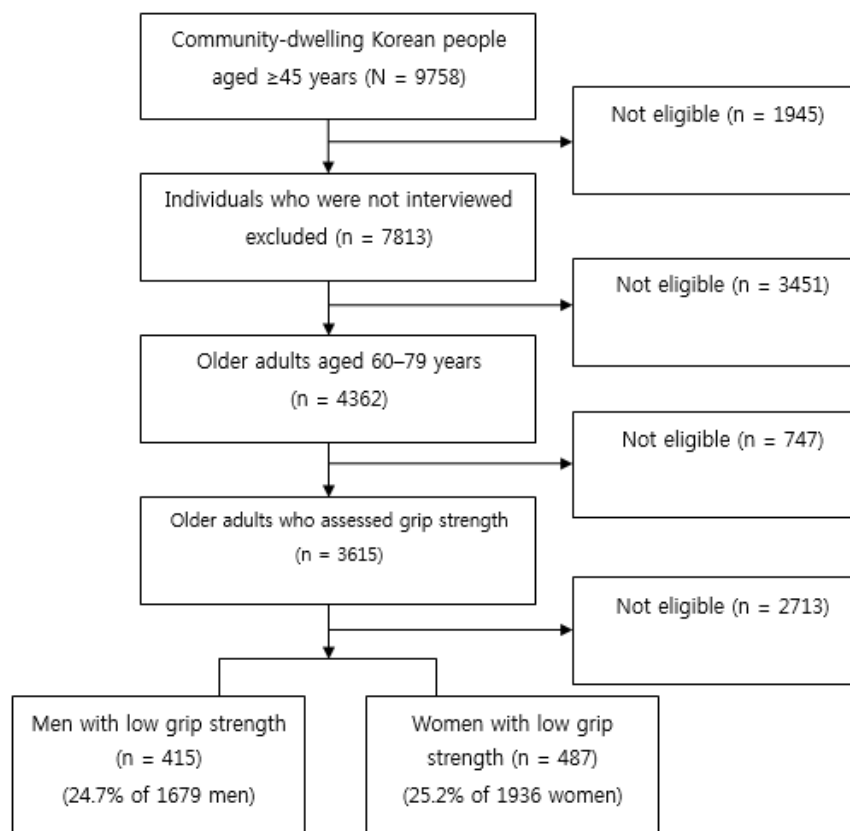 Community-dwelling Korean people
aged ≥45 years (N = 9758)
Not eligible (n = 1945)
Individuals who were not interviewed
excluded (n = 7813)
Not eligible (n = 3451)
Older adults aged 60–79 years
(n = 4362)
Not eligible (n = 747)
Older adults who assessed grip strength
(n = 3615)
Not eligible (n = 2713)
Men with low grip strength
(n = 415)
(24.7% of 1679 men)
Women with low grip
strength (n = 487)
(25.2% of 1936 women)